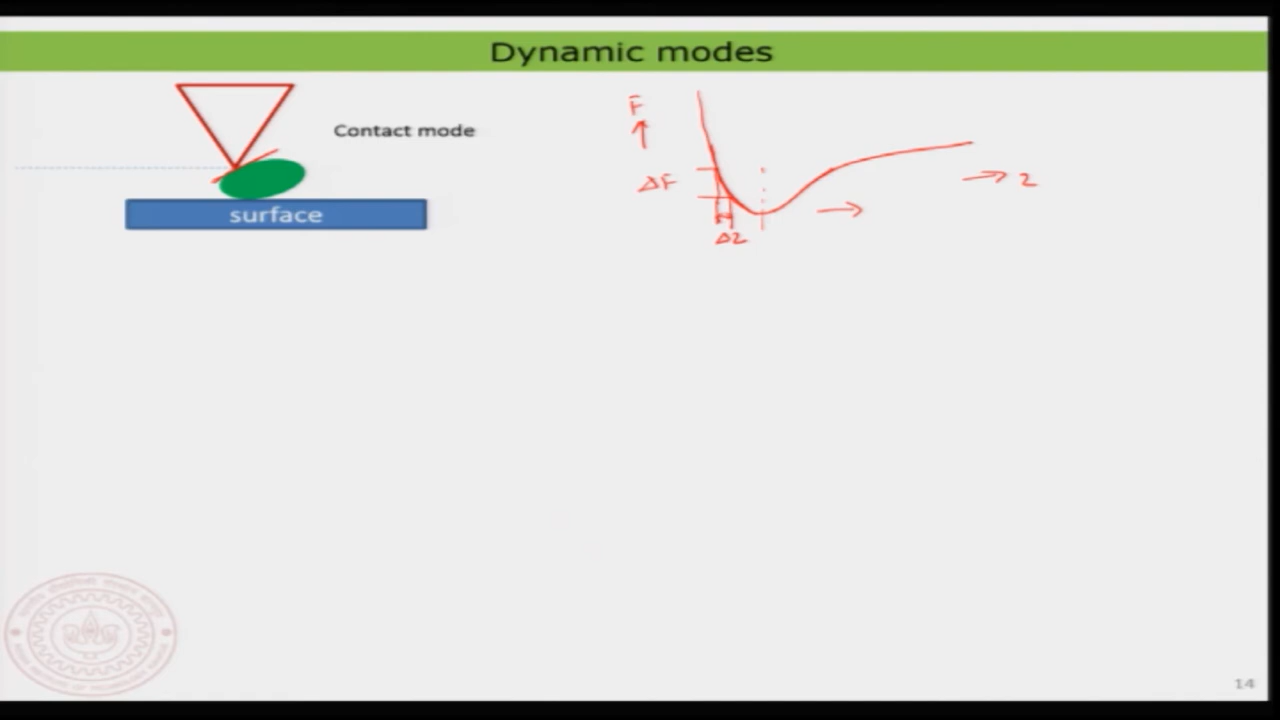 Dynamic modes
Contact mode
surface
F
ΔF
Δz
z
14